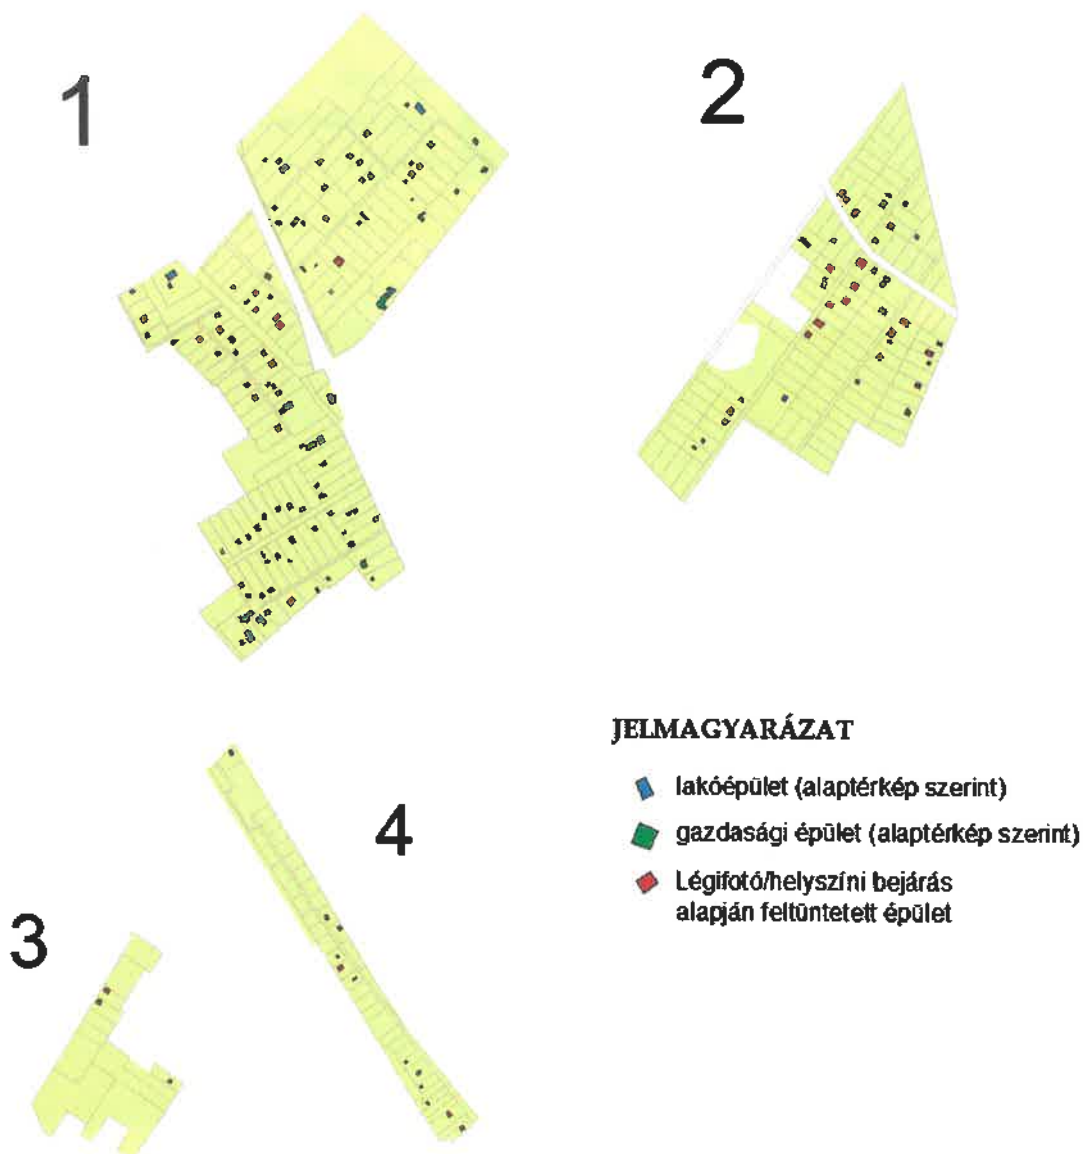 1
2
JELMAGYARÁZAT
lakóépület (alaptérkép szerint)
gazdasági épület (alaptérkép szerint)
Légifotó/helyszíni bejárás
alapján feltüntetett épület
4
3